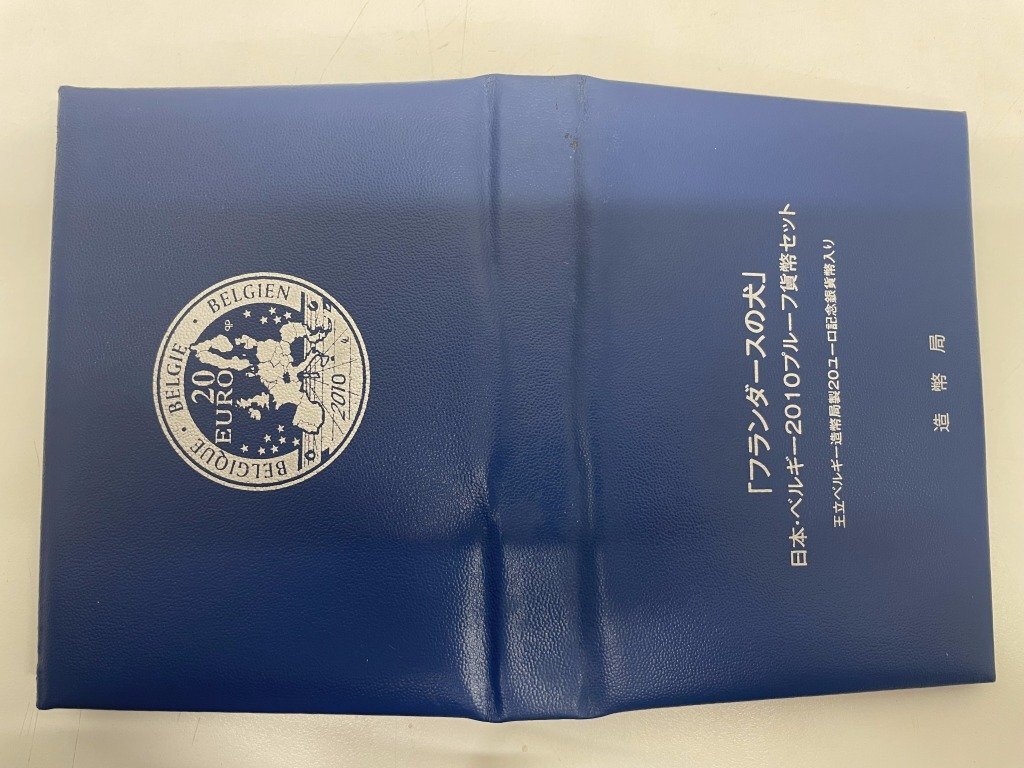 「フランダースの犬」
日本・ベルギー2010プルーフ貨幣セット
王立ベルギー造幣局製20ユーロ記念銀貨幣入り
造幣局
BELGIQUE · BELGIE · BELGIEN
20
EURO
2010